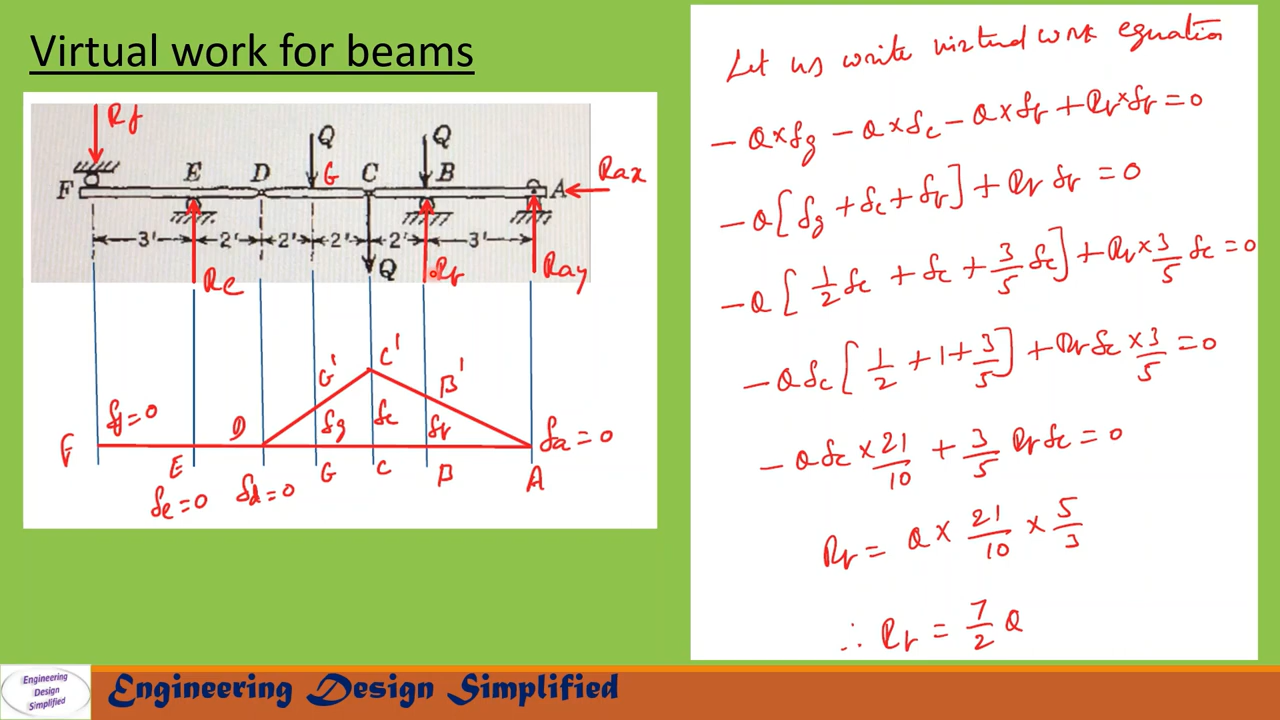 Virtual work for beams
Rf
Q
Q
F
E
D
G
C
B
A
Rax
3'
2'
2'
2'
2'
3'
Re
Q
Rb
Ray
C'
G'
B'
δf=0
D
δg
δc
δb
δa=0
F
E
G
C
B
A
δe=0
δd=0
Let us write virtual work equation
-Q×δg - Q×δc - Q×δb + Rb×δb = 0
-Q[δg + δc + δb] + Rb δb = 0
-Q[1/2 δc + δc + 3/5 δc] + Rb × 3/5 δc = 0
-Qδc[1/2 + 1 + 3/5] + Rb δc × 3/5 = 0
-Qδc × 21/10 + 3/5 Rb δc = 0
Rb = Q × 21/10 × 5/3
∴ Rb = 7/2 Q
Engineering
Design
Simplified
Engineering Design Simplified